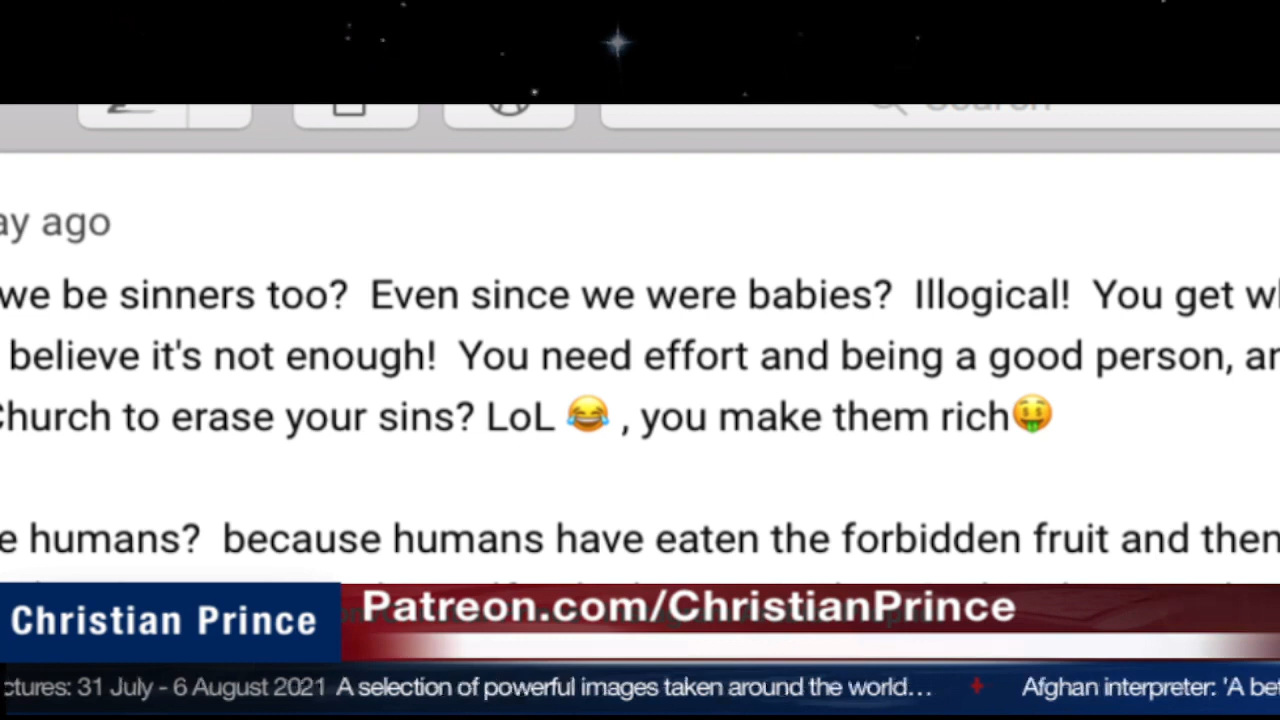 Search
ay ago
we be sinners too? Even since we were babies? Illogical! You get
believe it's not enough! You need effort and being a good person,
Church to erase your sins? LoL 😂 , you make them rich🤑
e humans? because humans have eaten the forbidden fruit and then
Christian Prince
Patreon.com/ChristianPrince
ctures: 31 July - 6 August 2021 A selection of powerful images taken around the world... Afghan interpreter: 'A bet